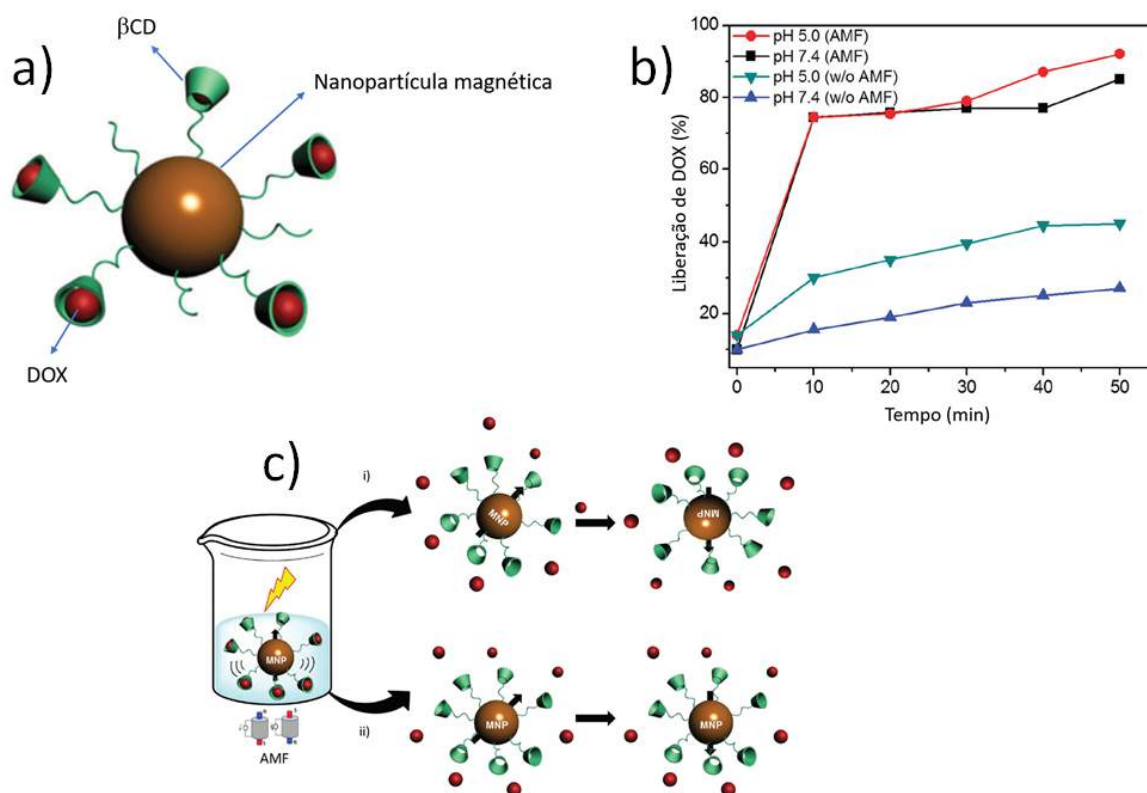 a)
βCD
Nanopartícula magnética
DOX
b)
pH 5.0 (AMF)
pH 7.4 (AMF)
pH 5.0 (w/o AMF)
pH 7.4 (w/o AMF)
Liberação de DOX (%)
100
80
60
40
20
0 10 20 30 40 50
Tempo (min)
c)
i)
MNP
MNP
MNP
ii)
MNP
MNP
AMF